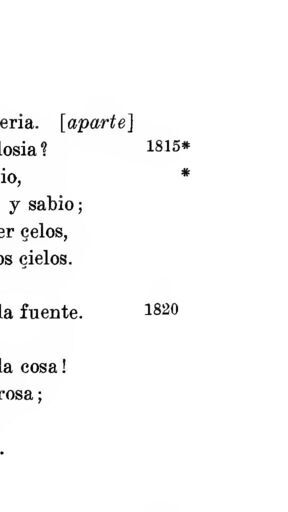 eria. [aparte]
losia? 1815*
io, *
y sabio;
er çelos,
os çielos.
la fuente. 1820
la cosa!
rosa;
.